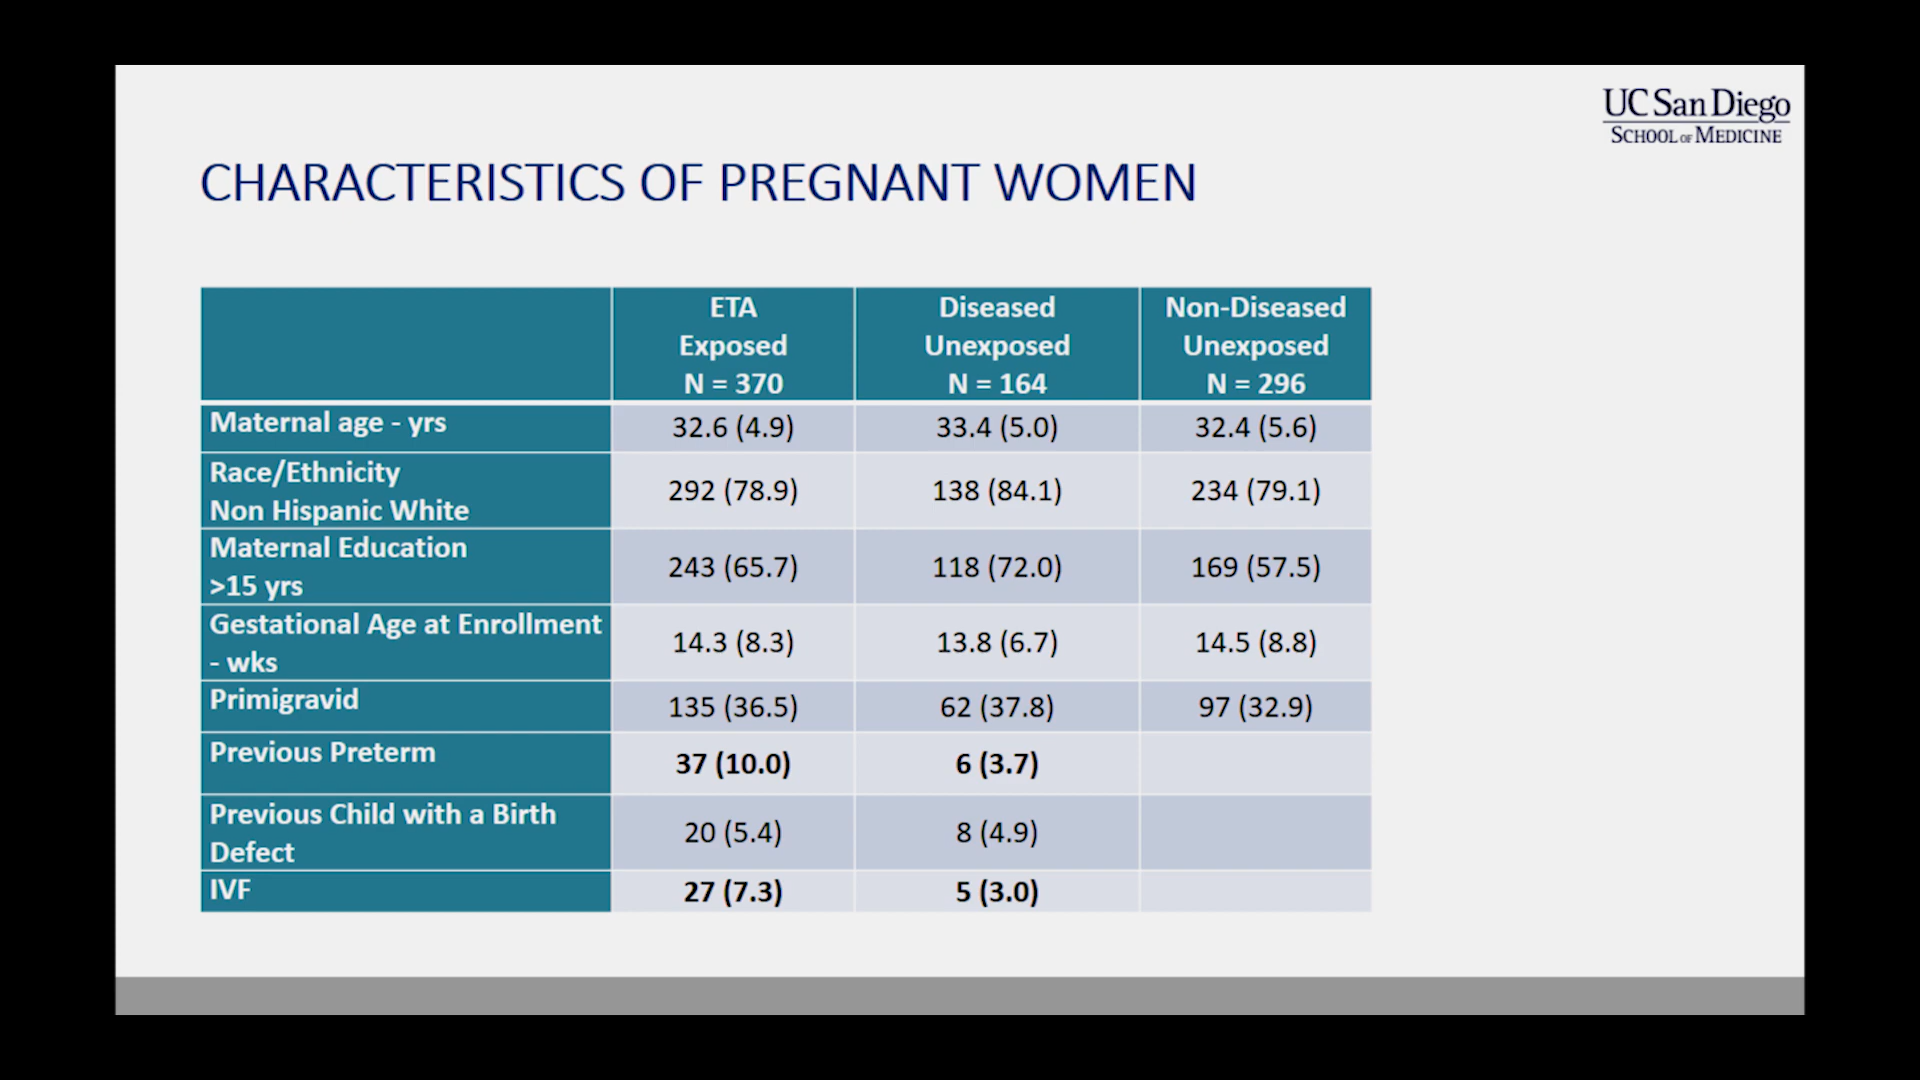 UC San Diego
SCHOOL OF MEDICINE
CHARACTERISTICS OF PREGNANT WOMEN
ETA
Exposed
N = 370
Diseased
Unexposed
N = 164
Non-Diseased
Unexposed
N = 296
Maternal age - yrs
32.6 (4.9)
33.4 (5.0)
32.4 (5.6)
Race/Ethnicity
Non Hispanic White
292 (78.9)
138 (84.1)
234 (79.1)
Maternal Education
>15 yrs
243 (65.7)
118 (72.0)
169 (57.5)
Gestational Age at Enrollment
- wks
14.3 (8.3)
13.8 (6.7)
14.5 (8.8)
Primigravid
135 (36.5)
62 (37.8)
97 (32.9)
Previous Preterm
37 (10.0)
6 (3.7)
Previous Child with a Birth
Defect
20 (5.4)
8 (4.9)
IVF
27 (7.3)
5 (3.0)